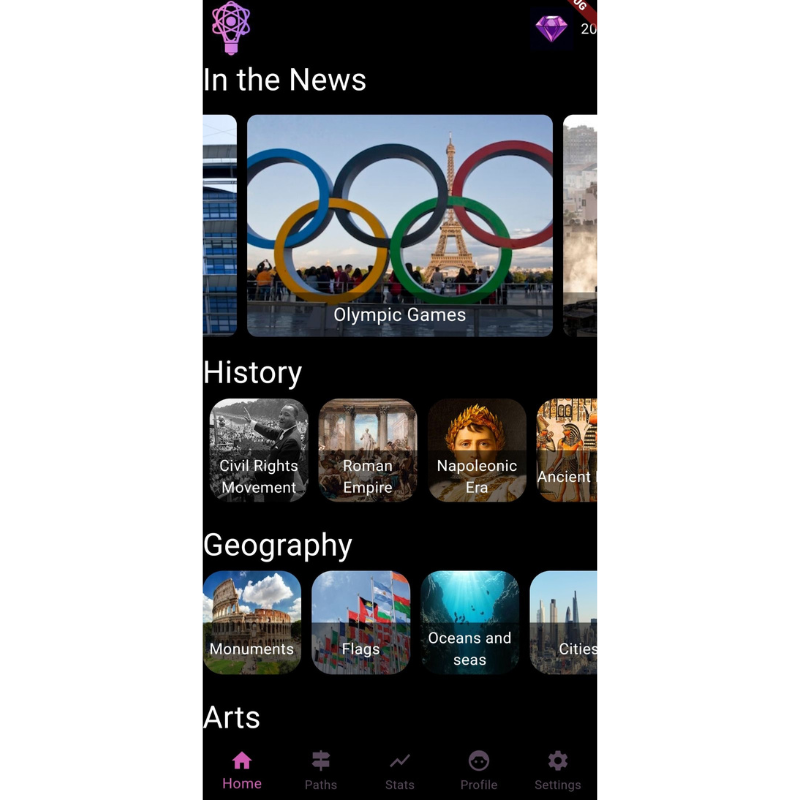 UG
20
In the News
Olympic Games
History
Civil Rights
Movement
Roman
Empire
Napoleonic
Era
Ancient
Geography
Monuments
Flags
Oceans and
seas
Cities
Arts
Home
Paths
Stats
Profile
Settings